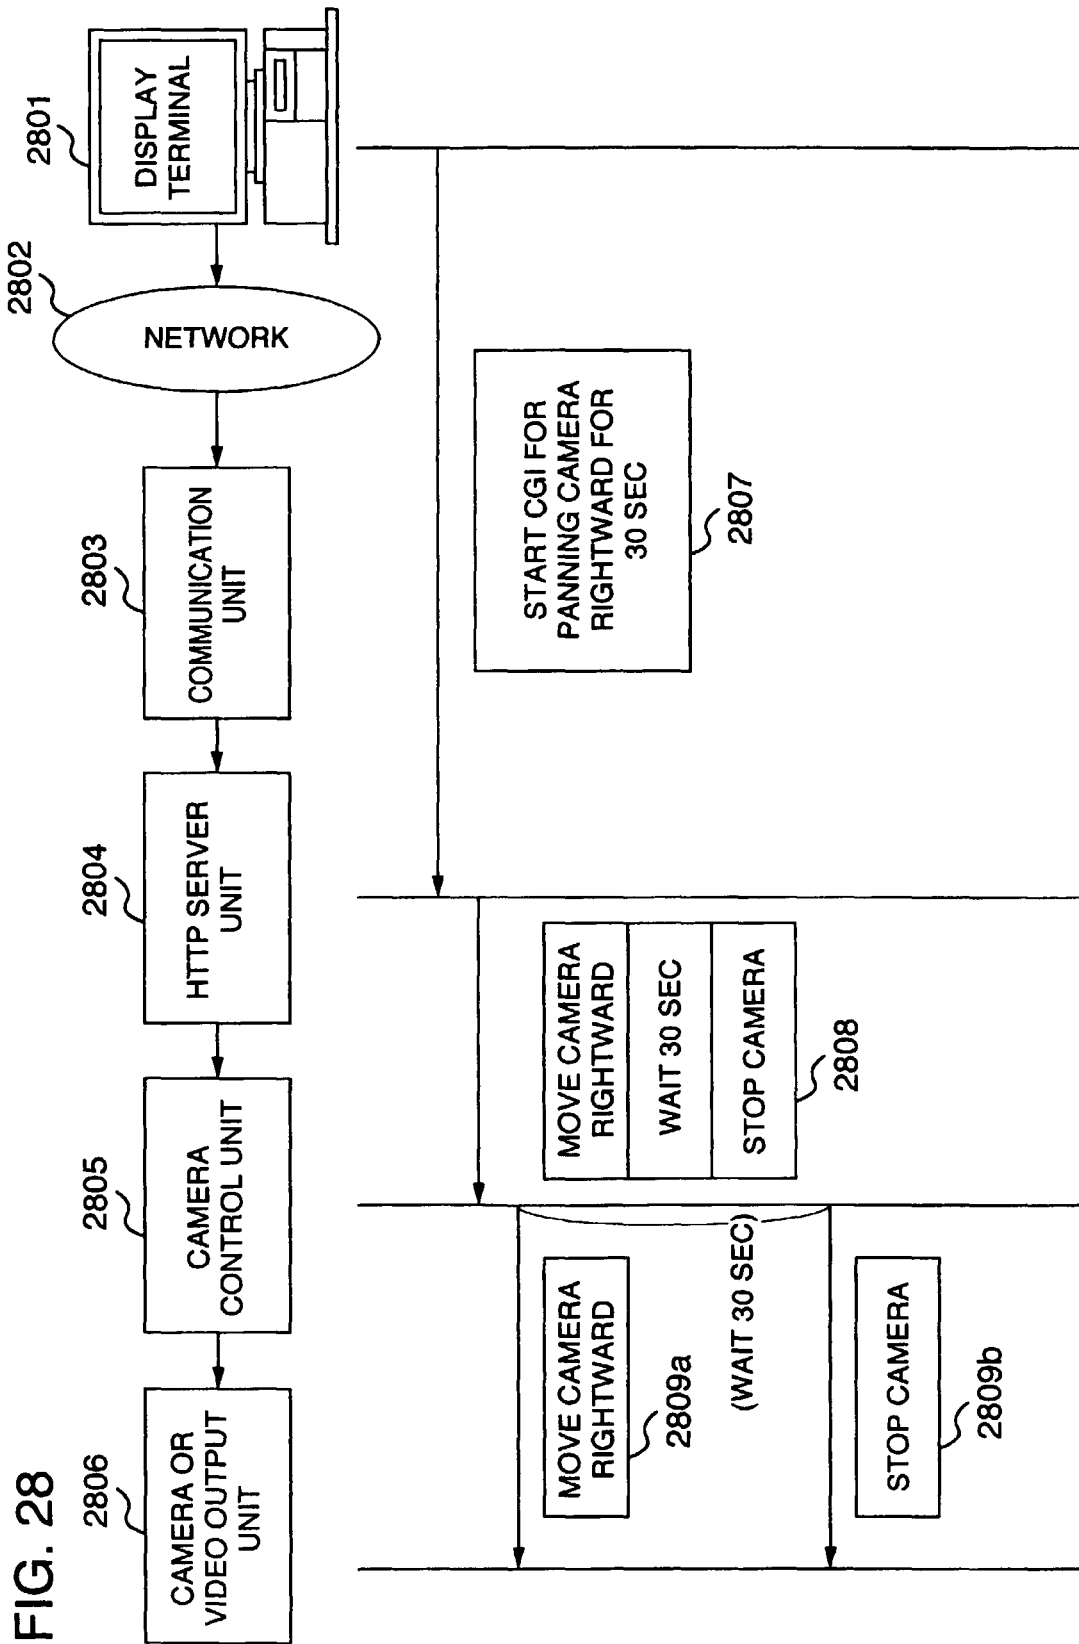 FIG. 28
2806
CAMERA OR
VIDEO OUTPUT
UNIT
2805
CAMERA
CONTROL UNIT
2804
HTTP SERVER
UNIT
2803
COMMUNICATION
UNIT
2802
NETWORK
2801
DISPLAY
TERMINAL
START CGI FOR
PANNING CAMERA
RIGHTWARD FOR
30 SEC
2807
MOVE CAMERA
RIGHTWARD
WAIT 30 SEC
STOP CAMERA
2808
MOVE CAMERA
RIGHTWARD
2809a
(WAIT 30 SEC)
STOP CAMERA
2809b